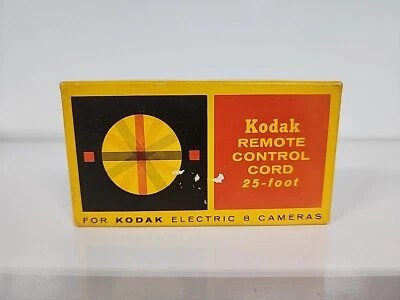 Kodak
REMOTE
CONTROL
CORD
25-foot
FOR KODAK ELECTRIC 8 CAMERAS